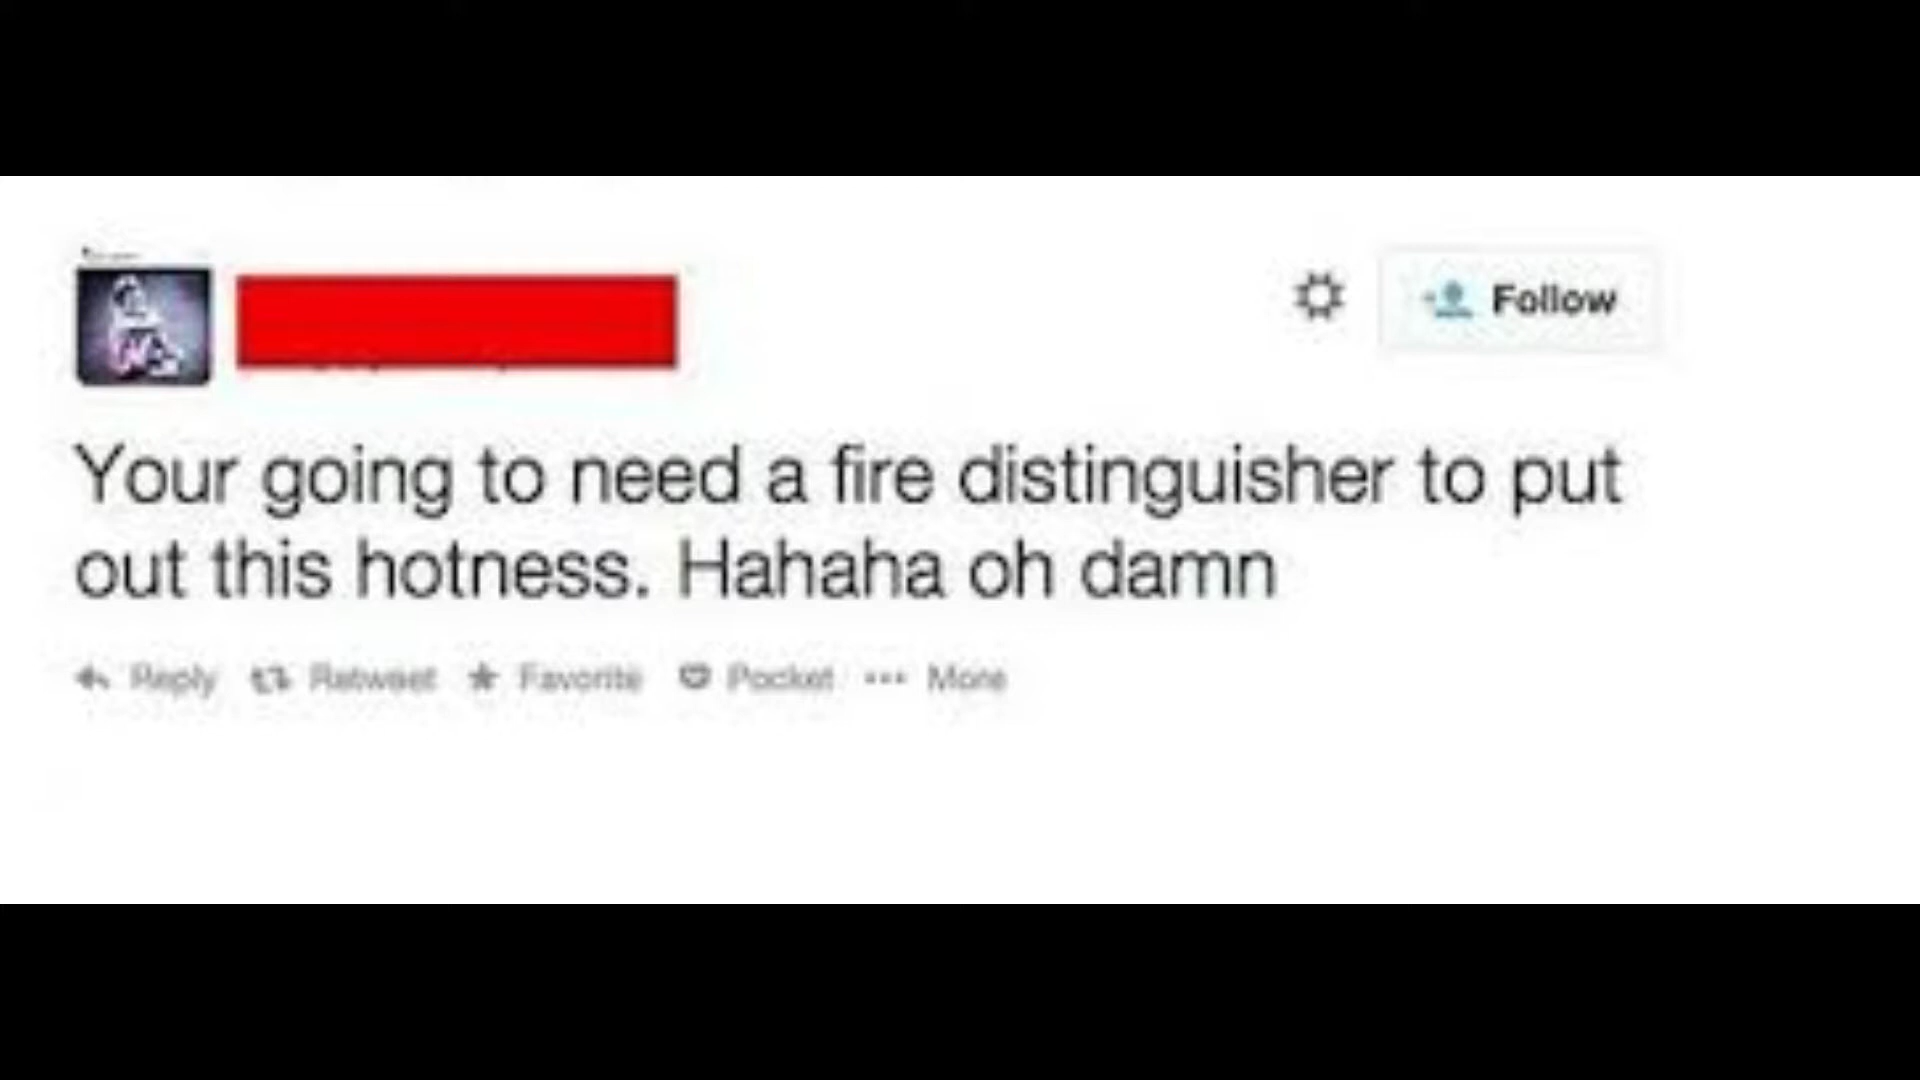 Follow
Your going to need a fire distinguisher to put
out this hotness. Hahaha oh damn
Reply Retweet Favorite Pocket More